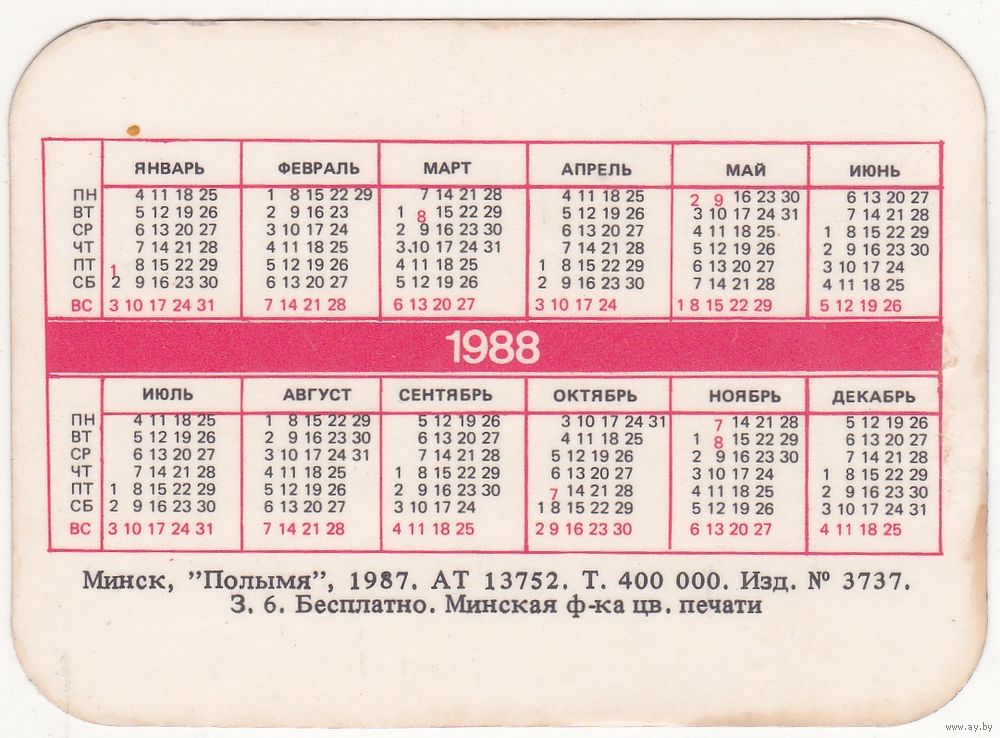 ЯНВАРЬ ФЕВРАЛЬ МАРТ АПРЕЛЬ МАЙ ИЮНЬ
ПН 4 11 18 25 1 8 15 22 29 7 14 21 28 4 11 18 25 2 9 16 23 30 6 13 20 27
ВТ 5 12 19 26 2 9 16 23 1 8 15 22 29 5 12 19 26 3 10 17 24 31 7 14 21 28
СР 6 13 20 27 3 10 17 24 2 9 16 23 30 6 13 20 27 4 11 18 25 1 8 15 22 29
ЧТ 7 14 21 28 4 11 18 25 3 10 17 24 31 7 14 21 28 5 12 19 26 2 9 16 23 30
ПТ 1 8 15 22 29 5 12 19 26 4 11 18 25 1 8 15 22 29 6 13 20 27 3 10 17 24
СБ 2 9 16 23 30 6 13 20 27 5 12 19 26 2 9 16 23 30 7 14 21 28 4 11 18 25
ВС 3 10 17 24 31 7 14 21 28 6 13 20 27 3 10 17 24 1 8 15 22 29 5 12 19 26
1988
ИЮЛЬ АВГУСТ СЕНТЯБРЬ ОКТЯБРЬ НОЯБРЬ ДЕКАБРЬ
ПН 4 11 18 25 1 8 15 22 29 5 12 19 26 3 10 17 24 31 7 14 21 28 5 12 19 26
ВТ 5 12 19 26 2 9 16 23 30 6 13 20 27 4 11 18 25 1 8 15 22 29 6 13 20 27
СР 6 13 20 27 3 10 17 24 31 7 14 21 28 5 12 19 26 2 9 16 23 30 7 14 21 28
ЧТ 7 14 21 28 4 11 18 25 1 8 15 22 29 6 13 20 27 3 10 17 24 1 8 15 22 29
ПТ 1 8 15 22 29 5 12 19 26 2 9 16 23 30 7 14 21 28 4 11 18 25 2 9 16 23 30
СБ 2 9 16 23 30 6 13 20 27 3 10 17 24 1 8 15 22 29 5 12 19 26 3 10 17 24 31
ВС 3 10 17 24 31 7 14 21 28 4 11 18 25 2 9 16 23 30 6 13 20 27 4 11 18 25
Минск, "Полымя", 1987. АТ 13752. Т. 400 000. Изд. № 3737.
З. 6. Бесплатно. Минская ф-ка цв. печати
www.ay.by